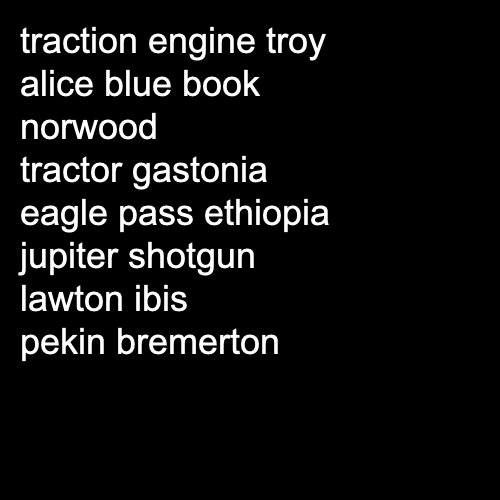 traction engine troy
alice blue book
norwood
tractor gastonia
eagle pass ethiopia
jupiter shotgun
lawton ibis
pekin bremerton